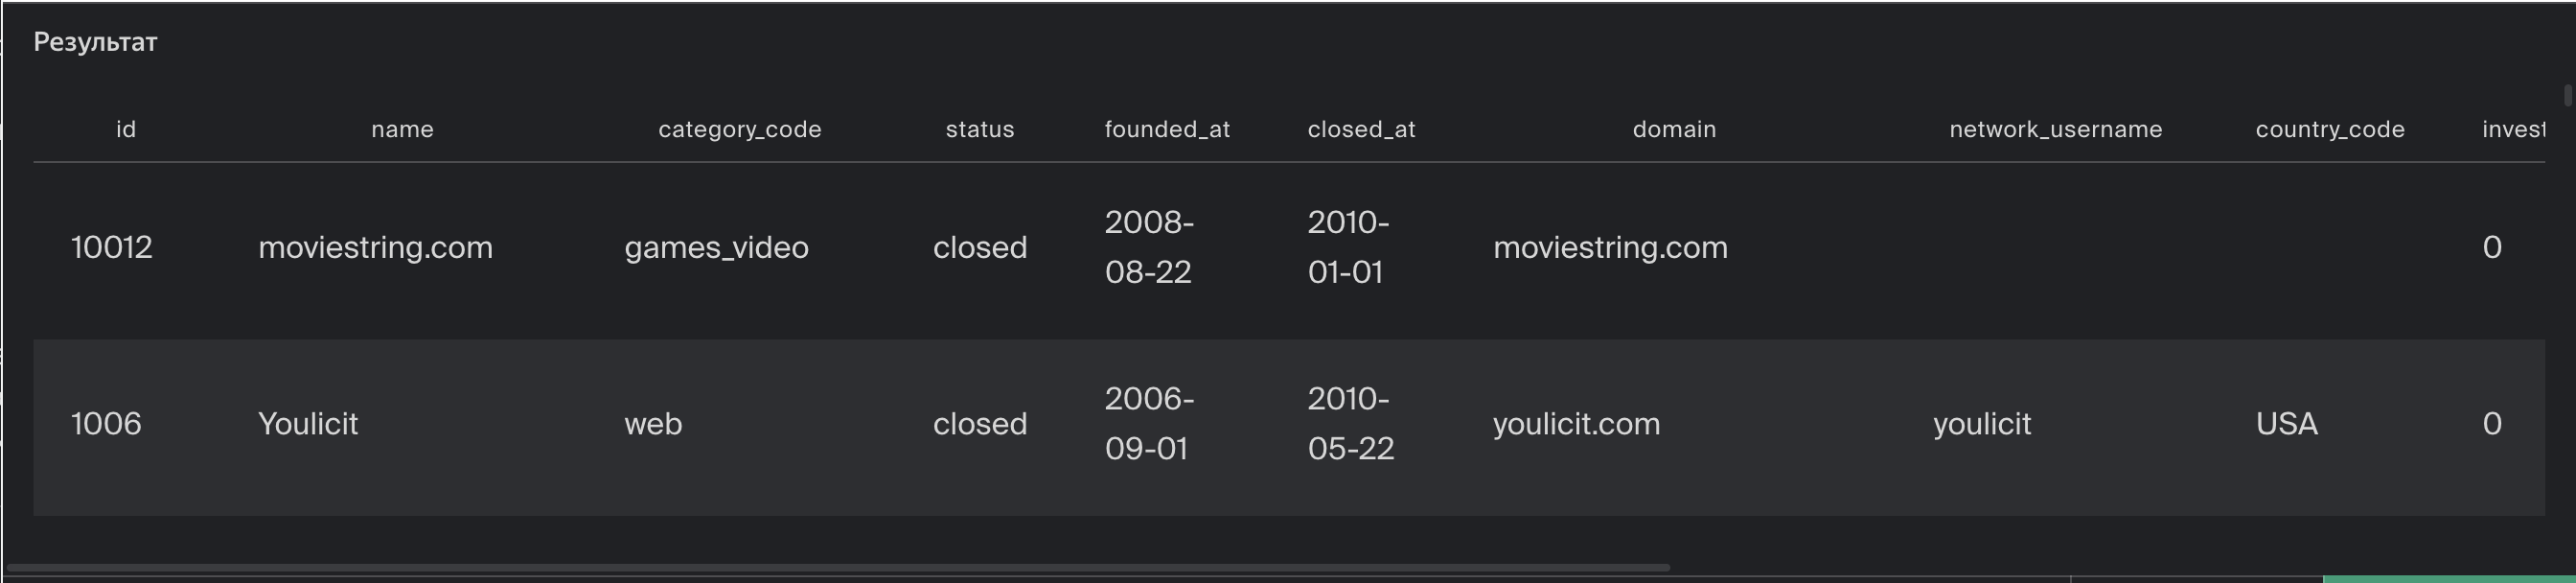 Результат
id name category_code status founded_at closed_at domain network_username country_code invest
10012 moviestring.com games_video closed 2008-08-22 2010-01-01 moviestring.com 0
1006 Youlicit web closed 2006-09-01 2010-05-22 youlicit.com youlicit USA 0